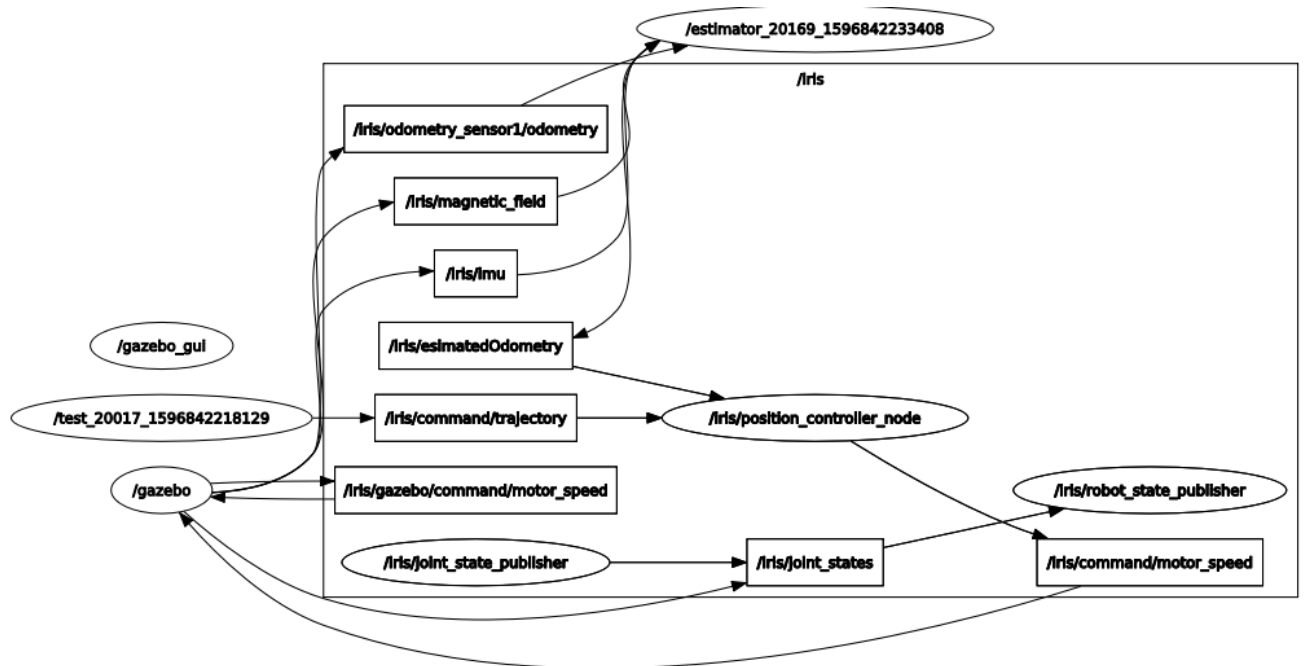 /estimator_20169_1596842233408
/iris
/iris/odometry_sensor1/odometry
/iris/magnetic_field
/iris/imu
/gazebo_gui
/iris/esimatedOdometry
/test_20017_1596842218129
/iris/command/trajectory
/iris/position_controller_node
/gazebo
/iris/gazebo/command/motor_speed
/iris/robot_state_publisher
/iris/joint_state_publisher
/iris/joint_states
/iris/command/motor_speed